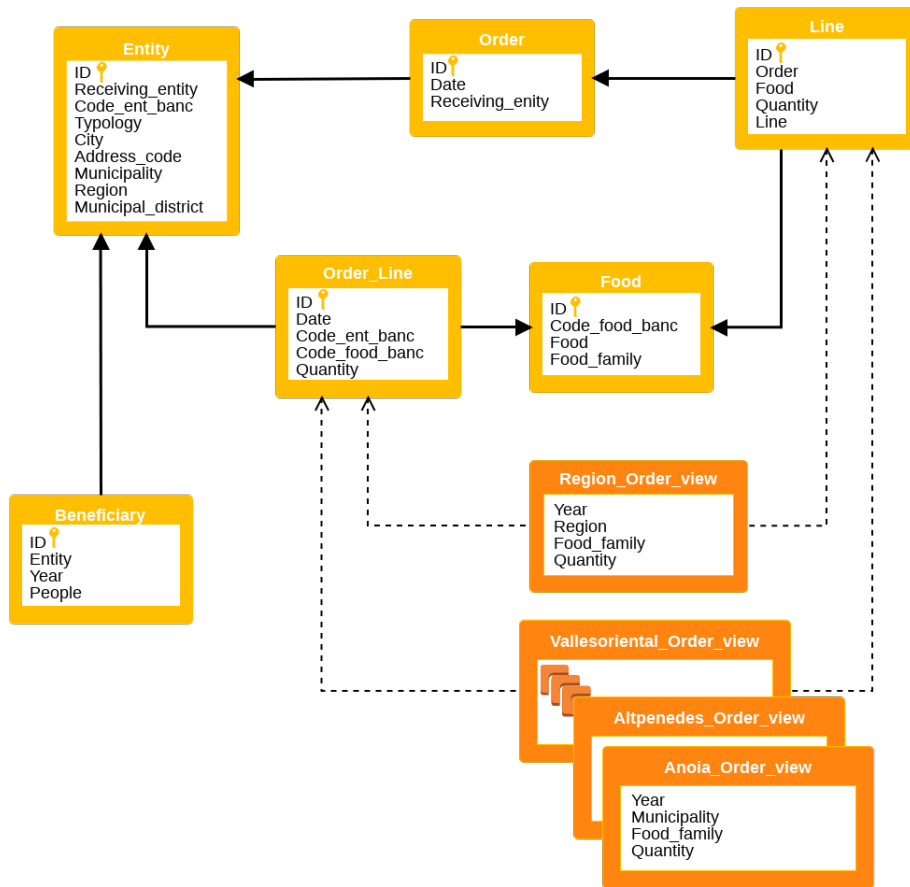 Entity
ID
Receiving_entity
Code_ent_banc
Typology
City
Address_code
Municipality
Region
Municipal_district
Order
ID
Date
Receiving_enity
Line
ID
Order
Food
Quantity
Line
Order_Line
ID
Date
Code_ent_banc
Code_food_banc
Quantity
Food
ID
Code_food_banc
Food
Food_family
Beneficiary
ID
Entity
Year
People
Region_Order_view
Year
Region
Food_family
Quantity
Vallesoriental_Order_view
Altpenedes_Order_view
Anoia_Order_view
Year
Municipality
Food_family
Quantity